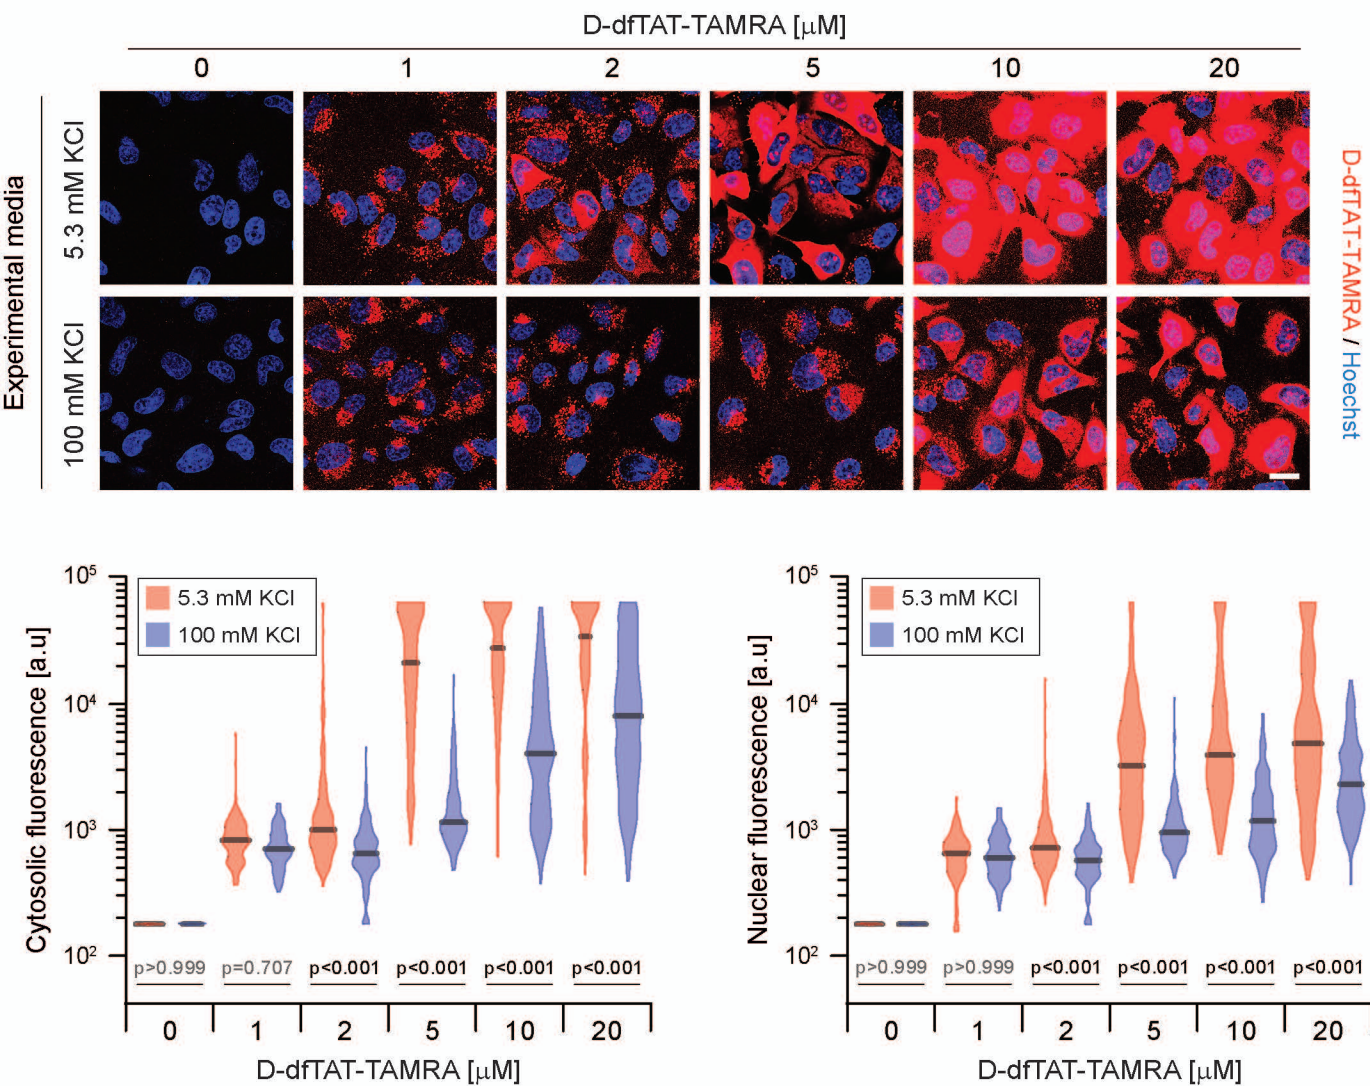 D-dfTAT-TAMRA [µM]
0 1 2 5 10 20
Experimental media
5.3 mM KCl
100 mM KCl
D-dfTAT-TAMRA / Hoechst
Cytosolic fluorescence [a.u]
10⁵
10⁴
10³
10²
5.3 mM KCl
100 mM KCl
p>0.999 p=0.707 p<0.001 p<0.001 p<0.001 p<0.001
0 1 2 5 10 20
D-dfTAT-TAMRA [µM]
Nuclear fluorescence [a.u]
10⁵
10⁴
10³
10²
5.3 mM KCl
100 mM KCl
p>0.999 p>0.999 p<0.001 p<0.001 p<0.001 p<0.001
0 1 2 5 10 20
D-dfTAT-TAMRA [µM]